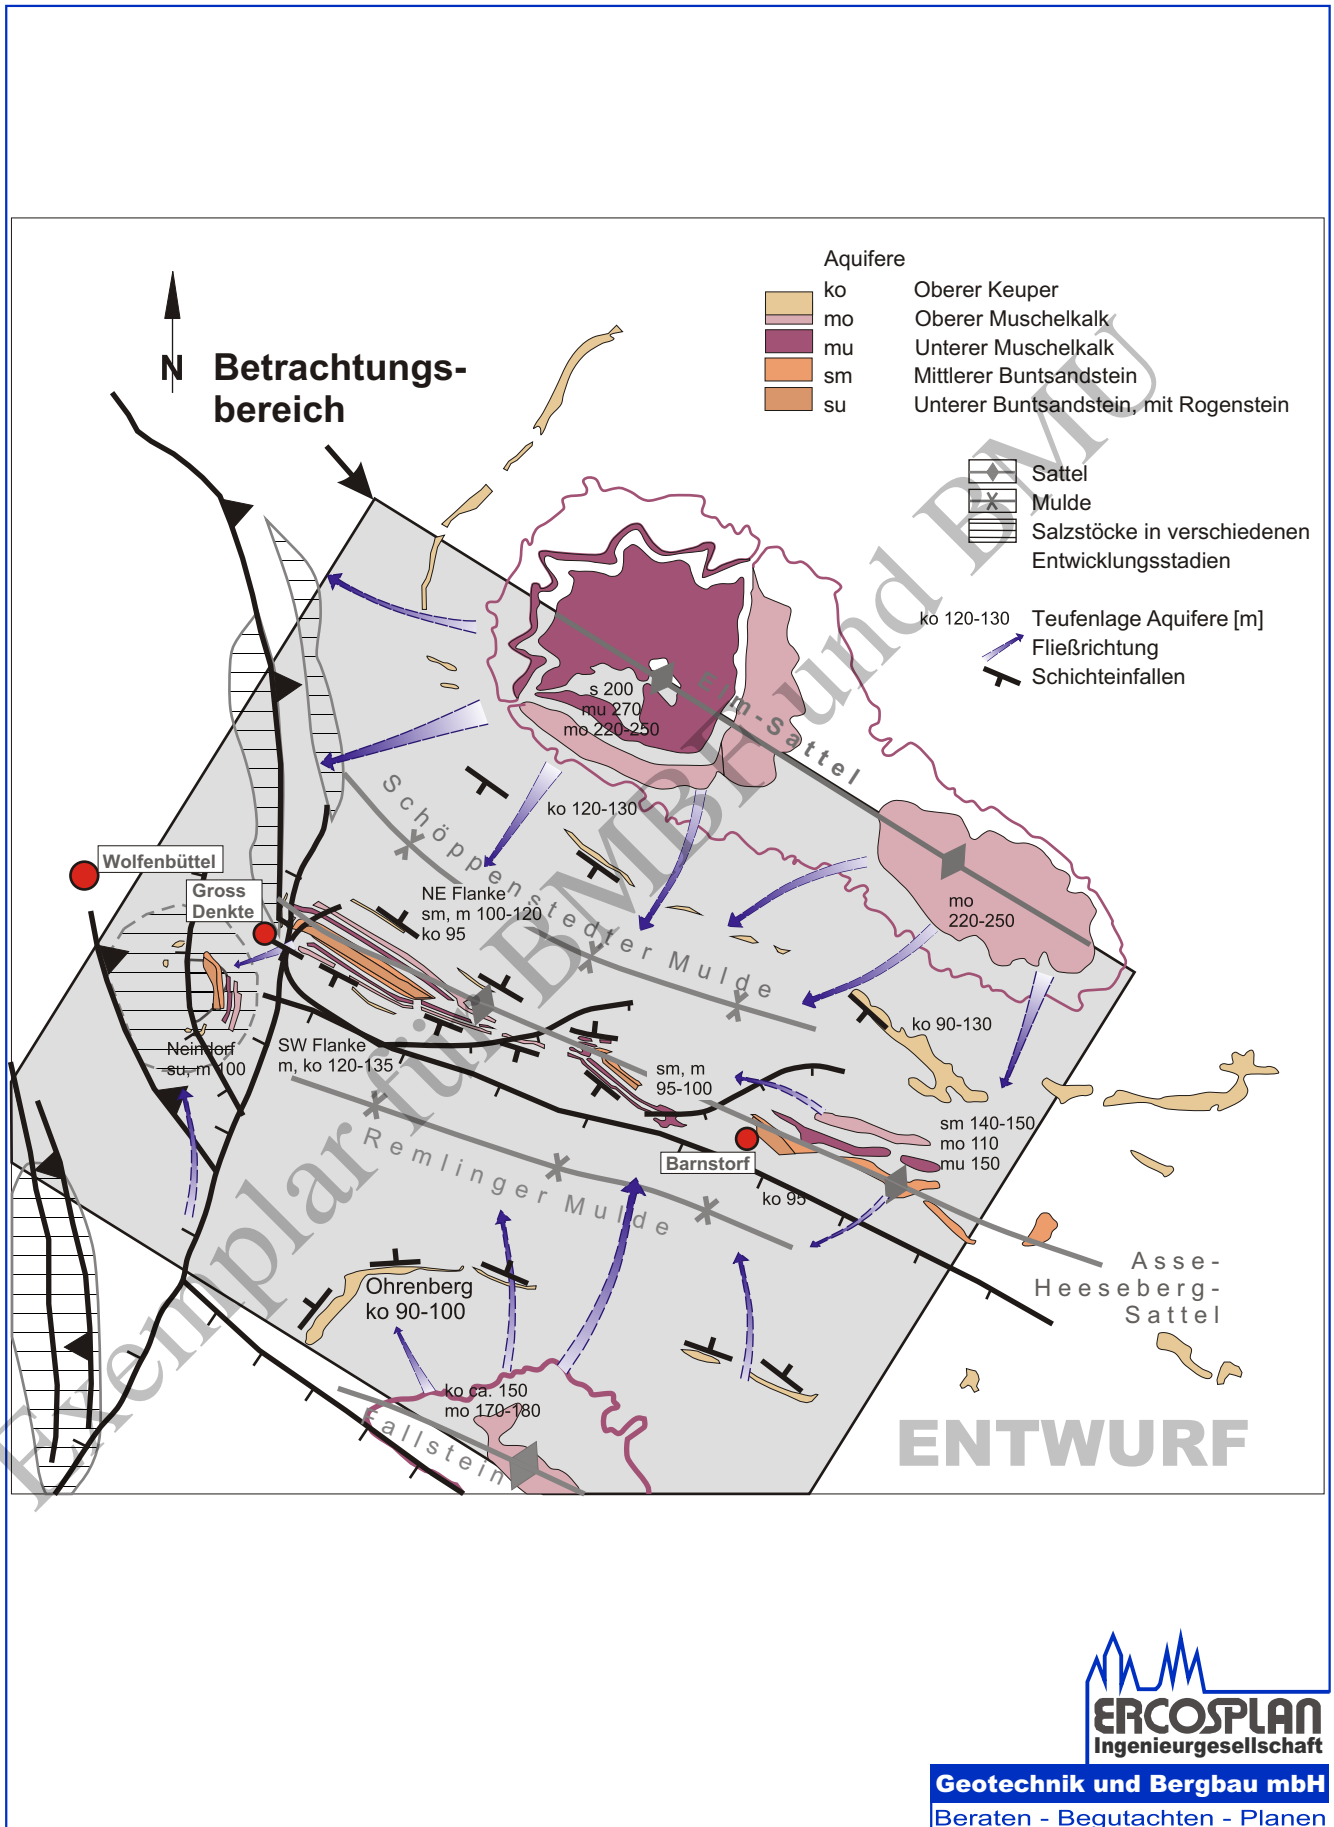 Aquifere
ko Oberer Keuper
mo Oberer Muschelkalk
mu Unterer Muschelkalk
sm Mittlerer Buntsandstein
su Unterer Buntsandstein, mit Rogenstein
N
Betrachtungs-
bereich
Sattel
Mulde
Salzstöcke in verschiedenen
Entwicklungsstadien
ko 120-130 Teufenlage Aquifere [m]
Fließrichtung
Schichteinfallen
s 200
mu 270
mo 220-250
Elm-Sattel
Schöppenstedter Mulde
ko 120-130
Wolfenbüttel
Gross
Denkte
NE Flanke
sm, m 100-120
ko 95
mo
220-250
ko 90-130
Neindorf
su, m 100
SW Flanke
m, ko 120-135
sm, m
95-100
sm 140-150
mo 110
mu 150
Barnstorf
ko 95
Remlinger Mulde
Asse-
Heeseberg-
Sattel
Ohrenberg
ko 90-100
ko ca. 150
mo 170-180
Fallstein
Exemplar für BMBF und BMU
ENTWURF
ERCOSPLAN
Ingenieurgesellschaft
Geotechnik und Bergbau mbH
Beraten - Begutachten - Planen